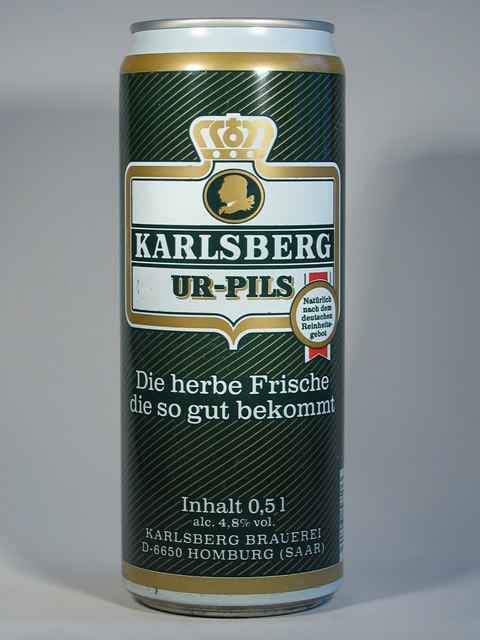 KARLSBERG
UR-PILS
Natürlich
nach dem
deutschen
Reinheits-
gebot
Die herbe Frische
die so gut bekommt
Inhalt 0,5 l
alc. 4,8% vol.
KARLSBERG BRAUEREI
D-6650 HOMBURG (SAAR)